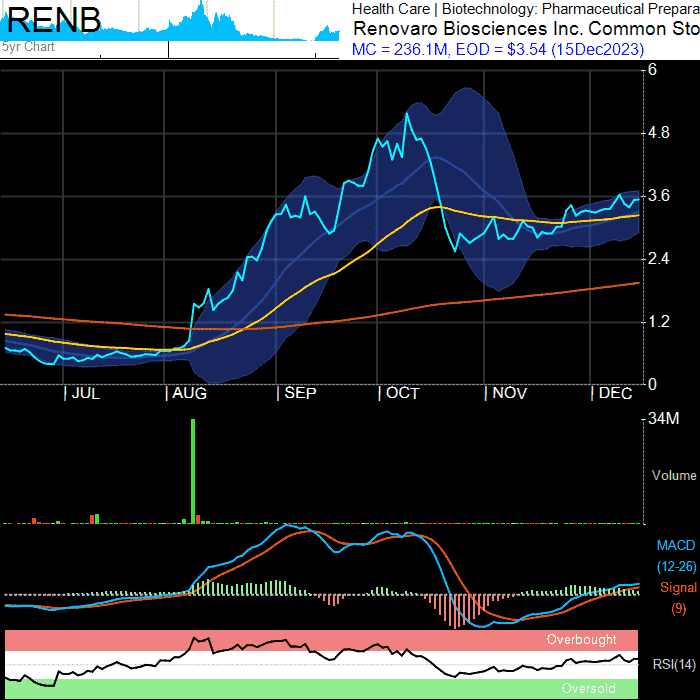 RENB
Health Care | Biotechnology: Pharmaceutical Prepara
Renovaro Biosciences Inc. Common Sto
5yr Chart
MC = 236.1M, EOD = $3.54 (15Dec2023)
6
4.8
3.6
2.4
1.2
0
| JUL | AUG | SEP | OCT | NOV | DEC
34M
Volume
MACD
(12-26)
Signal
(9)
Overbought
RSI(14)
Oversold